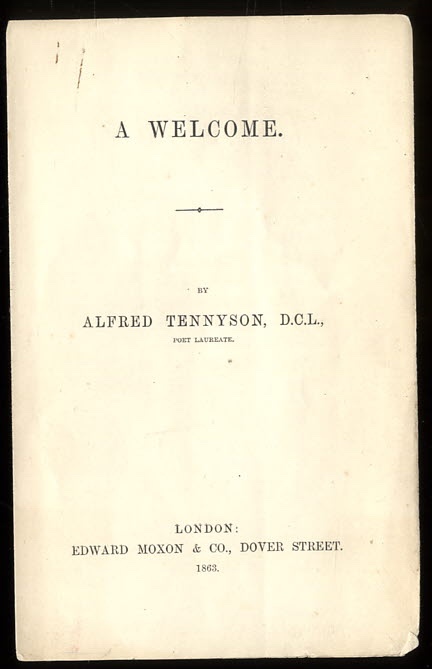 A WELCOME.
BY
ALFRED TENNYSON, D.C.L.,
POET LAUREATE.
LONDON:
EDWARD MOXON & CO., DOVER STREET.
1863.